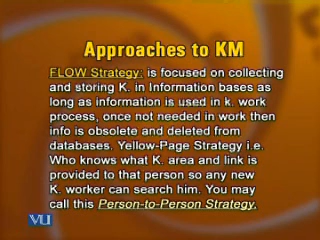 Approaches to KM
FLOW Strategy: is focused on collecting
and storing K. in Information bases as
long as information is used in k. work
process, once not needed in work then
info is obsolete and deleted from
databases. Yellow-Page Strategy i.e.
Who knows what K. area and link is
provided to that person so any new
K. worker can search him. You may
call this Person-to-Person Strategy.
VU